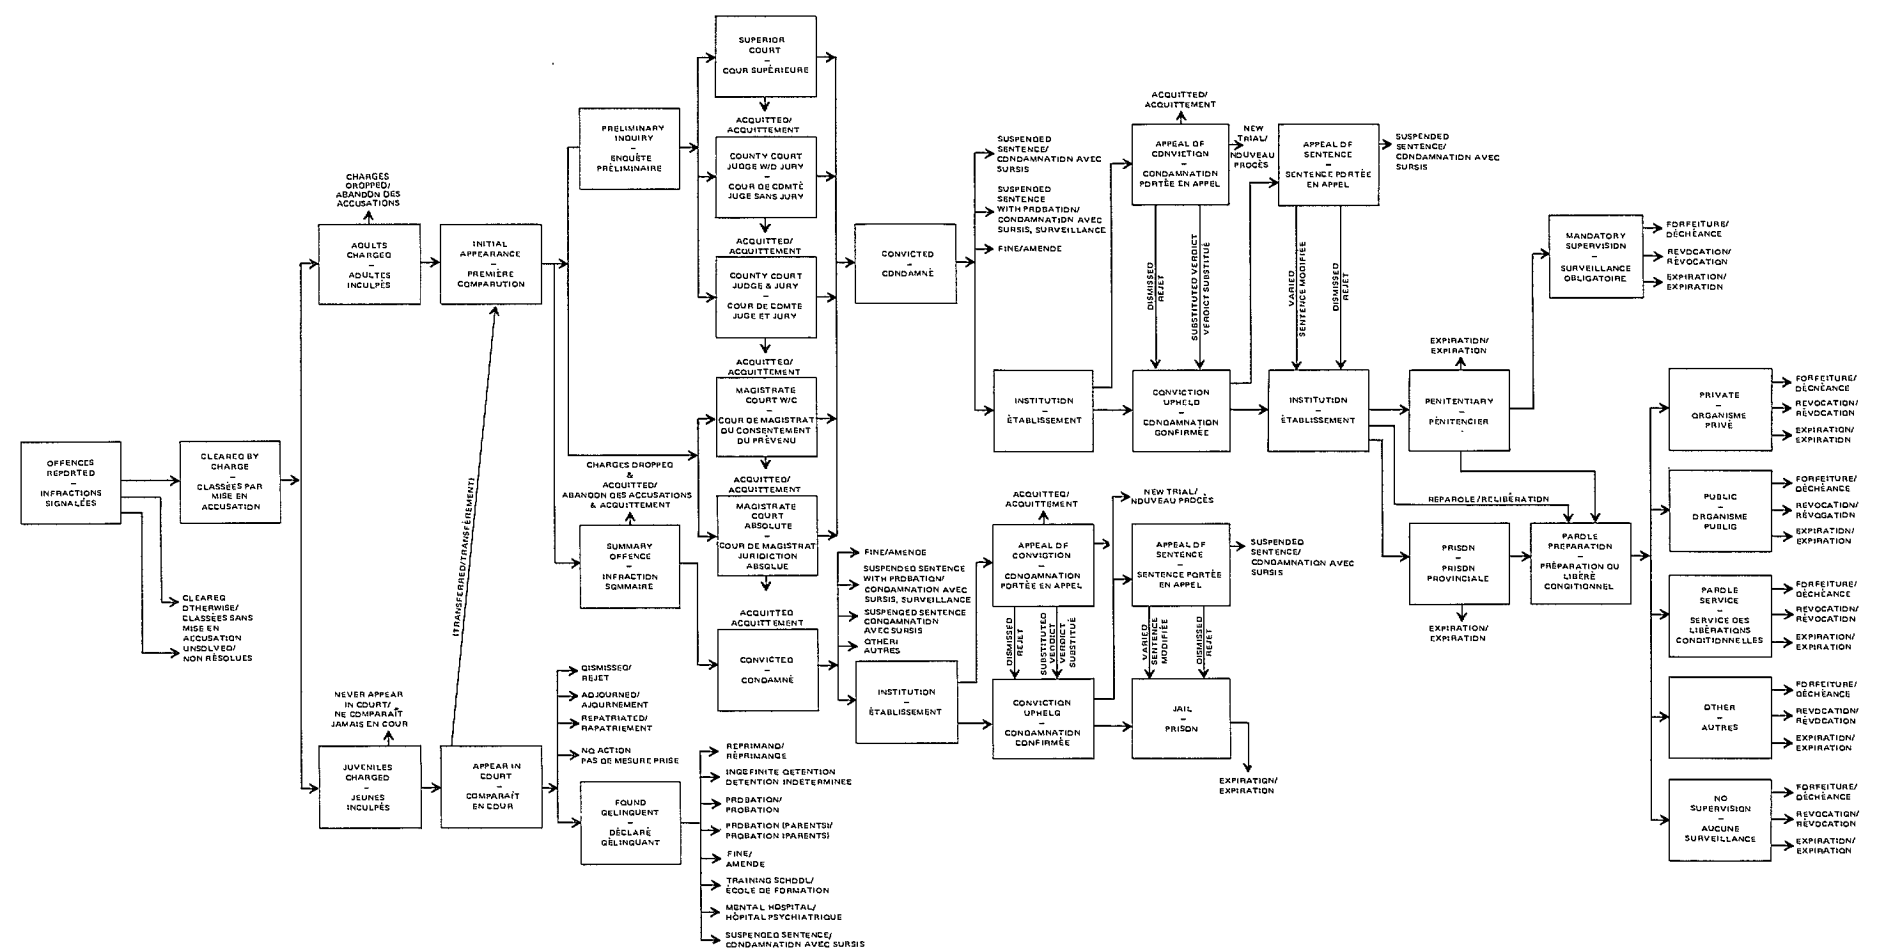 OFFENCES
REPORTED
–
INFRACTIONS
SIGNALÉES
CLEARED BY
CHARGE
–
CLASSÉES PAR
MISE EN
ACCUSATION
CLEARED
OTHERWISE/
CLASSÉES SANS
MISE EN
ACCUSATION
UNSOLVED/
NON RÉSOLUES
CHARGES
DROPPED/
ABANDON DES
ACCUSATIONS
ADULTS
CHARGED
–
ADULTES
INCULPÉS
NEVER APPEAR
IN COURT/
NE COMPARAÎT
JAMAIS EN COUR
JUVENILES
CHARGED
–
JEUNES
INCULPÉS
INITIAL
APPEARANCE
–
PREMIÈRE
COMPARUTION
(TRANSFERRED/TRANSFÈREMENT)
APPEAR IN
COURT
–
COMPARAÎT
EN COUR
PRELIMINARY
INQUIRY
–
ENQUÊTE
PRÉLIMINAIRE
CHARGES DROPPED
&
ACQUITTED/
ABANDON DES ACCUSATIONS
& ACQUITTEMENT
SUMMARY
OFFENCE
–
INFRACTION
SOMMAIRE
DISMISSED/
REJET
ADJOURNED/
AJOURNEMENT
REPATRIATED/
RAPATRIEMENT
NO ACTION
PAS DE MESURE PRISE
FOUND
DELINQUENT
–
DÉCLARÉ
DÉLINQUANT
REPRIMAND/
RÉPRIMANDE
INDEFINITE DETENTION
DETENTION INDETERMINEE
PROBATION/
PROBATION
PROBATION (PARENTS)/
PROBATION (PARENTS)
FINE/
AMENDE
TRAINING SCHOOL/
ÉCOLE DE FORMATION
MENTAL HOSPITAL/
HÔPITAL PSYCHIATRIQUE
SUSPENDED SENTENCE/
CONDAMNATION AVEC SURSIS
SUPERIOR
COURT
–
COUR SUPÉRIEURE
ACQUITTED/
ACQUITTEMENT
COUNTY COURT
JUDGE W/O JURY
–
COUR DE COMTÉ
JUGE SANS JURY
ACQUITTED/
ACQUITTEMENT
COUNTY COURT
JUDGE & JURY
–
COUR DE COMTE
JUGE ET JURY
ACQUITTED/
ACQUITTEMENT
MAGISTRATE
COURT W/C
–
COUR DE MAGISTRAT
DU CONSENTEMENT
DU PRÉVENU
ACQUITTED/
ACQUITTEMENT
MAGISTRATE
COURT
ABSOLUTE
–
COUR DE MAGISTRAT
JURIDICTION
ABSOLUE
ACQUITTED
ACQUITTEMENT
CONVICTED
–
CONDAMNÉ
FINE/AMENDE
SUSPENDED SENTENCE
WITH PROBATION/
CONDAMNATION AVEC
SURSIS, SURVEILLANCE
SUSPENDED SENTENCE
CONDAMNATION
AVEC SURSIS
OTHER/
AUTRES
INSTITUTION
–
ÉTABLISSEMENT
CONVICTED
–
CONDAMNÉ
SUSPENDED
SENTENCE/
CONDAMNATION AVEC
SURSIS
SUSPENDED
SENTENCE
WITH PROBATION/
CONDAMNATION AVEC
SURSIS, SURVEILLANCE
FINE/AMENDE
INSTITUTION
–
ÉTABLISSEMENT
ACQUITTED/
ACQUITTEMENT
APPEAL OF
CONVICTION
–
CONDAMNATION
PORTÉE EN APPEL
NEW
TRIAL/
NOUVEAU
PROCÈS
DISMISSED
REJET
SUBSTITUTED VERDICT
VERDICT SUBSTITUÉ
CONVICTION
UPHELD
–
CONDAMNATION
CONFIRMÉE
APPEAL OF
SENTENCE
–
SENTENCE PORTÉE
EN APPEL
SUSPENDED
SENTENCE/
CONDAMNATION AVEC
SURSIS
VARIED
SENTENCE MODIFIÉE
DISMISSED
REJET
INSTITUTION
–
ÉTABLISSEMENT
ACQUITTED/
ACQUITTEMENT
APPEAL OF
CONVICTION
–
CONDAMNATION
PORTÉE EN APPEL
NEW TRIAL/
NOUVEAU PROCÈS
DISMISSED
REJET
SUBSTITUTED
VERDICT
VERDICT
SUBSTITUÉ
CONVICTION
UPHELD
–
CONDAMNATION
CONFIRMÉE
APPEAL OF
SENTENCE
–
SENTENCE PORTÉE
EN APPEL
SUSPENDED
SENTENCE/
CONDAMNATION AVEC
SURSIS
VARIED
SENTENCE
MODIFIÉE
DISMISSED
REJET
JAIL
–
PRISON
EXPIRATION/
EXPIRATION
EXPIRATION/
EXPIRATION
PENITENTIARY
–
PÉNITENCIER
REPAROLE/RELIBÉRATION
PRISON
–
PRISON
PROVINCIALE
EXPIRATION/
EXPIRATION
MANDATORY
SUPERVISION
–
SURVEILLANCE
OBLIGATOIRE
FORFEITURE/
DÉCHÉANCE
REVOCATION/
RÉVOCATION
EXPIRATION/
EXPIRATION
PAROLE
PREPARATION
–
PRÉPARATION DU
LIBÉRÉ
CONDITIONNEL
PRIVATE
–
ORGANISME
PRIVÉ
FORFEITURE/
DÉCHÉANCE
REVOCATION/
RÉVOCATION
EXPIRATION/
EXPIRATION
PUBLIC
–
ORGANISME
PUBLIC
FORFEITURE/
DÉCHÉANCE
REVOCATION/
RÉVOCATION
EXPIRATION/
EXPIRATION
PAROLE
SERVICE
–
SERVICE DES
LIBÉRATIONS
CONDITIONNELLES
FORFEITURE/
DÉCHÉANCE
REVOCATION/
RÉVOCATION
EXPIRATION/
EXPIRATION
OTHER
–
AUTRES
FORFEITURE/
DÉCHÉANCE
REVOCATION/
RÉVOCATION
EXPIRATION/
EXPIRATION
NO
SUPERVISION
–
AUCUNE
SURVEILLANCE
FORFEITURE/
DÉCHÉANCE
REVOCATION/
RÉVOCATION
EXPIRATION/
EXPIRATION